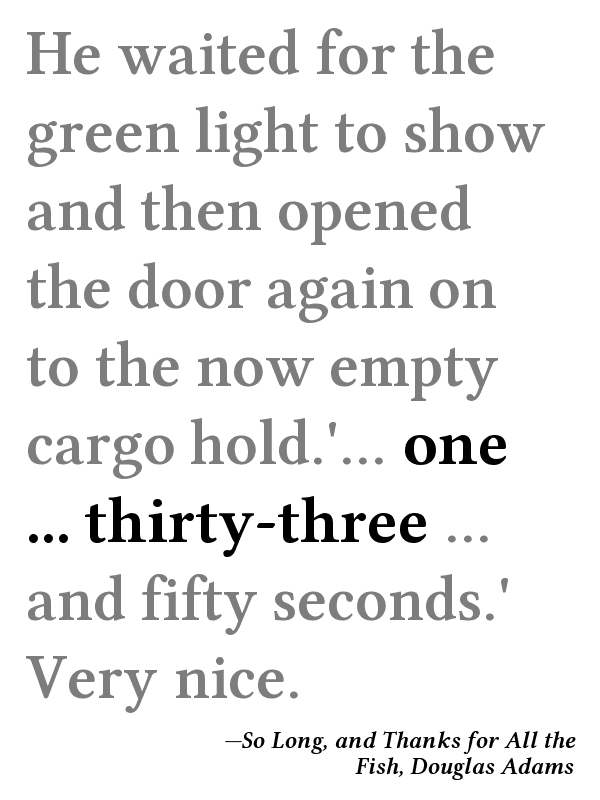 He waited for the
green light to show
and then opened
the door again on
to the now empty
cargo hold.'... one
... thirty-three ...
and fifty seconds.'
Very nice.
—So Long, and Thanks for All the
Fish, Douglas Adams